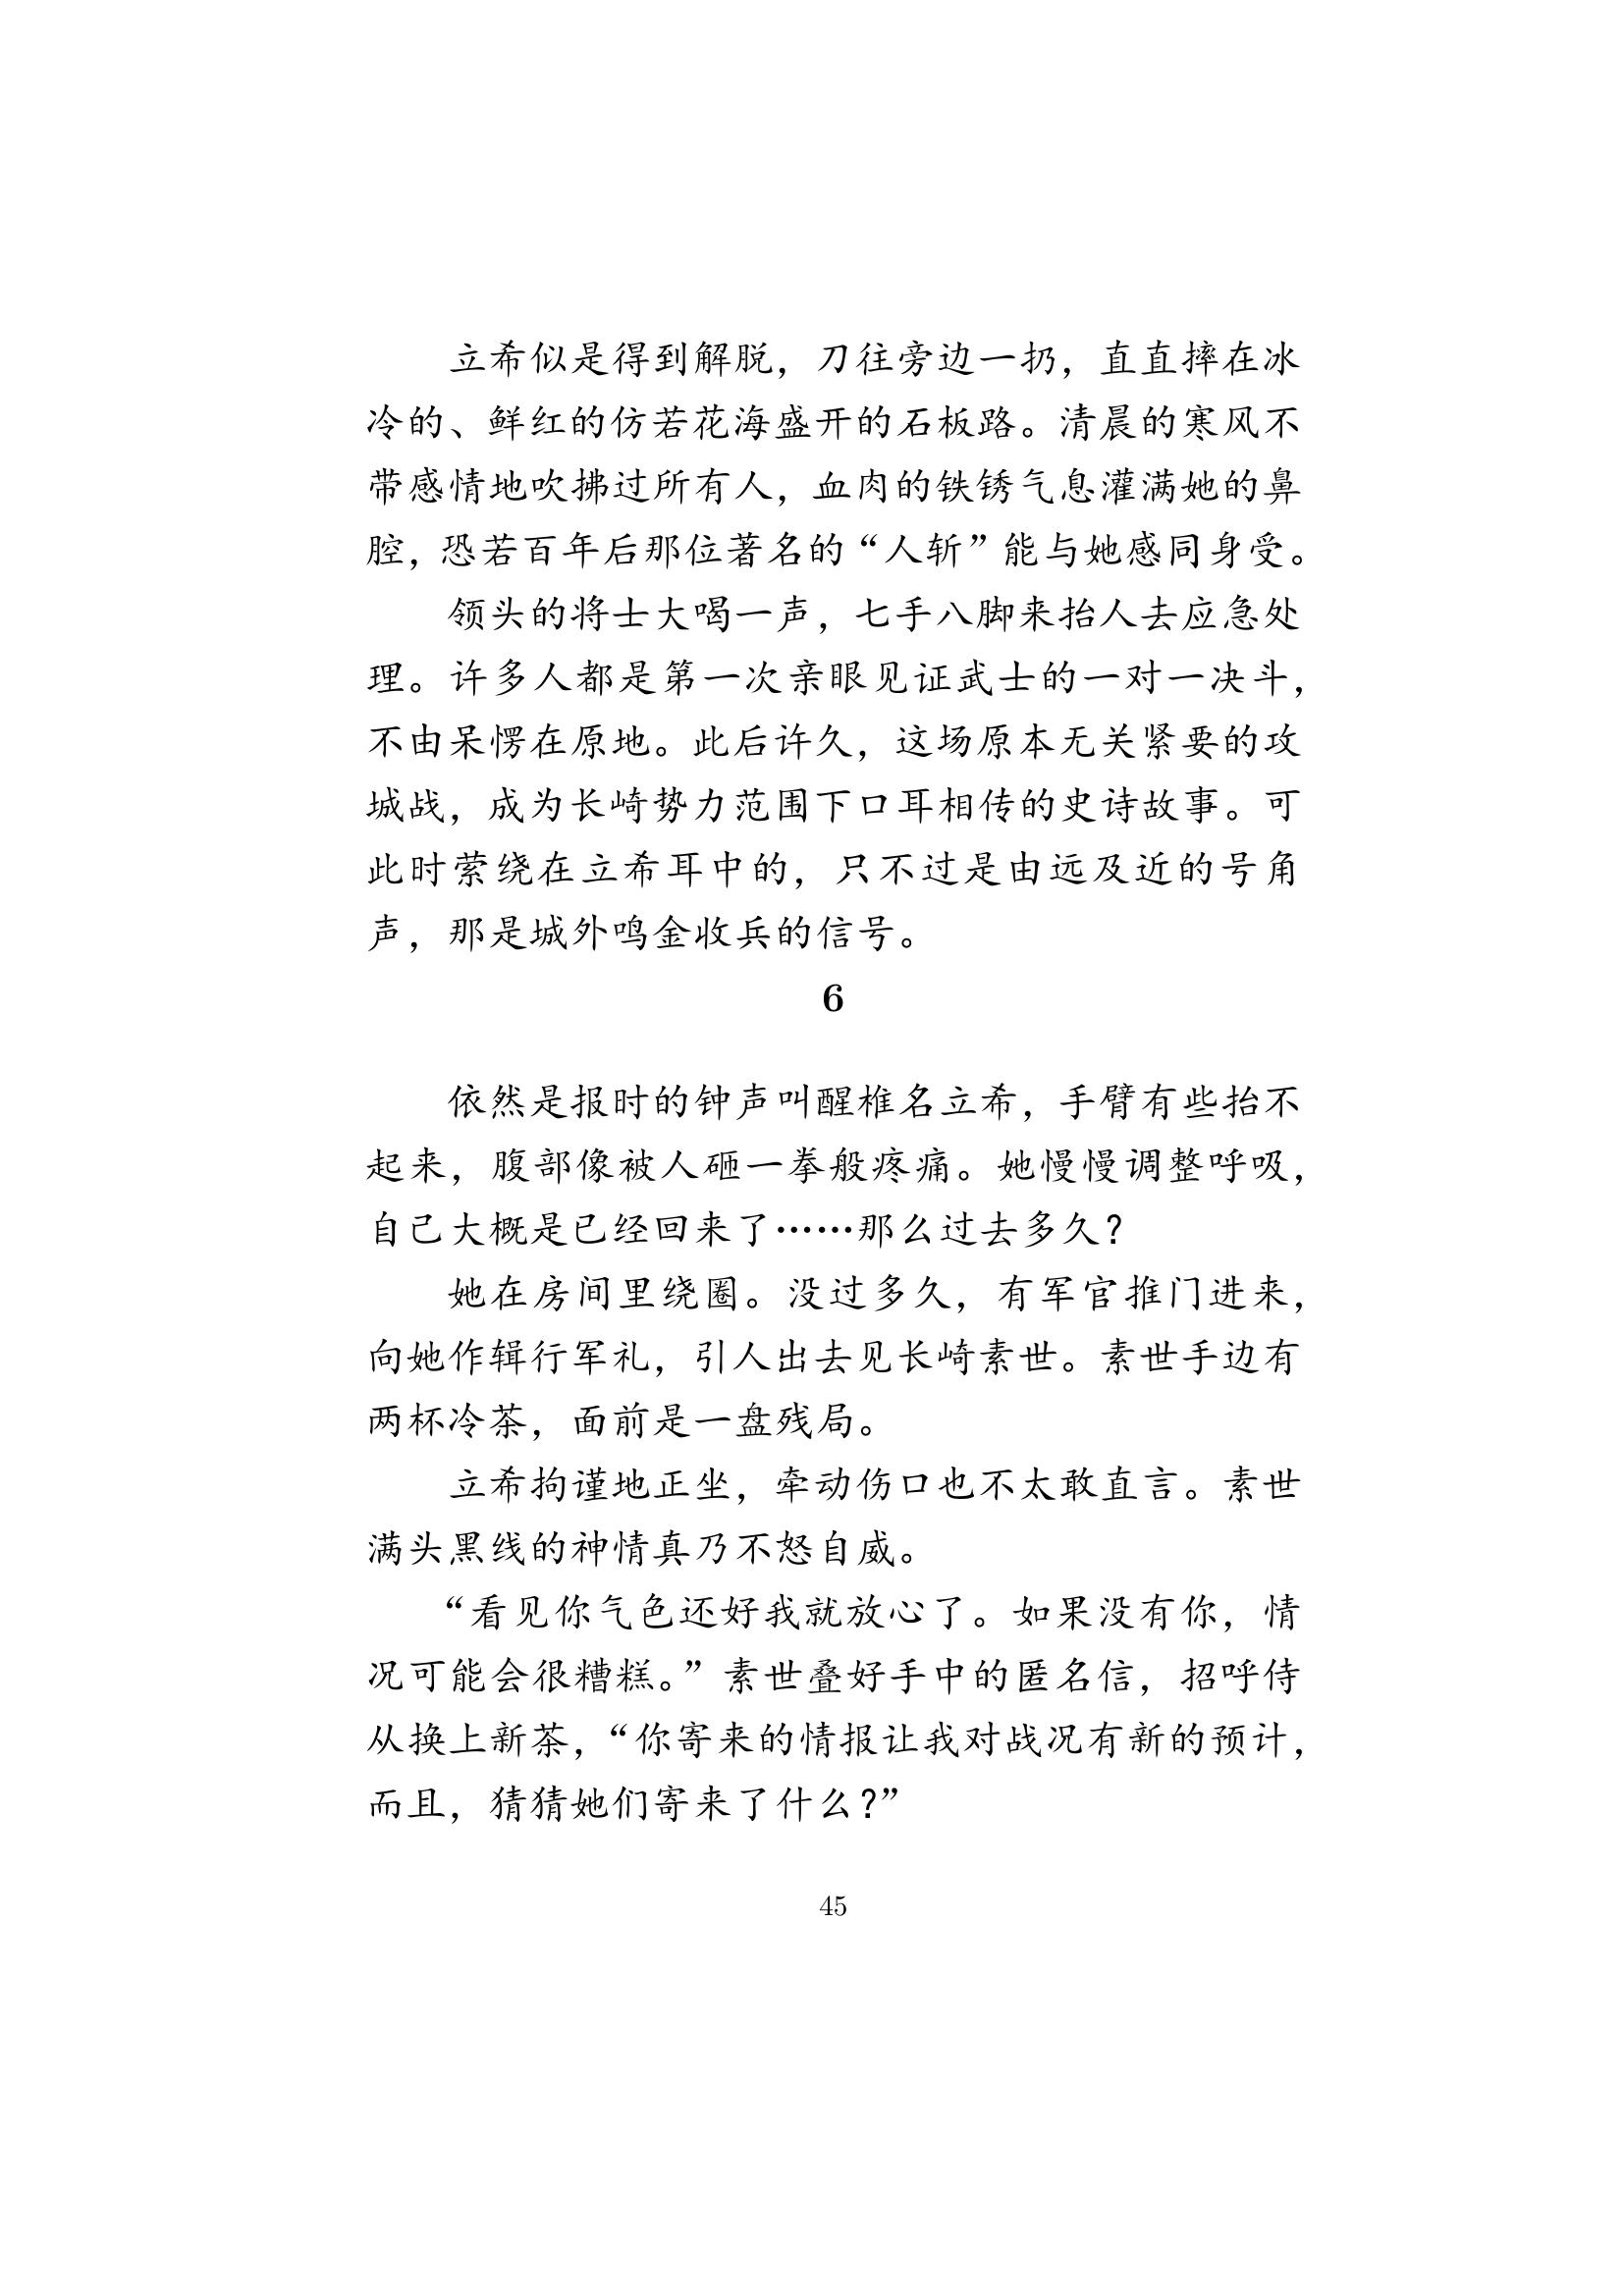 立希似是得到解脱，刀往旁边一扔，直直摔在冰
冷的、鲜红的仿若花海盛开的石板路。清晨的寒风不
带感情地吹拂过所有人，血肉的铁锈气息灌满她的鼻
腔，恐若百年后那位著名的“人斩”能与她感同身受。
领头的将士大喝一声，七手八脚来抬人去应急处
理。许多人都是第一次亲眼见证武士的一对一决斗，
不由呆愣在原地。此后许久，这场原本无关紧要的攻
城战，成为长崎势力范围下口耳相传的史诗故事。可
此时萦绕在立希耳中的，只不过是由远及近的号角
声，那是城外鸣金收兵的信号。
6
依然是报时的钟声叫醒椎名立希，手臂有些抬不
起来，腹部像被人砸一拳般疼痛。她慢慢调整呼吸，
自己大概是已经回来了……那么过去多久？
她在房间里绕圈。没过多久，有军官推门进来，
向她作辑行军礼，引人出去见长崎素世。素世手边有
两杯冷茶，面前是一盘残局。
立希拘谨地正坐，牵动伤口也不太敢直言。素世
满头黑线的神情真乃不怒自威。
“看见你气色还好我就放心了。如果没有你，情
况可能会很糟糕。”素世叠好手中的匿名信，招呼侍
从换上新茶，“你寄来的情报让我对战况有新的预计，
而且，猜猜她们寄来了什么？”
45